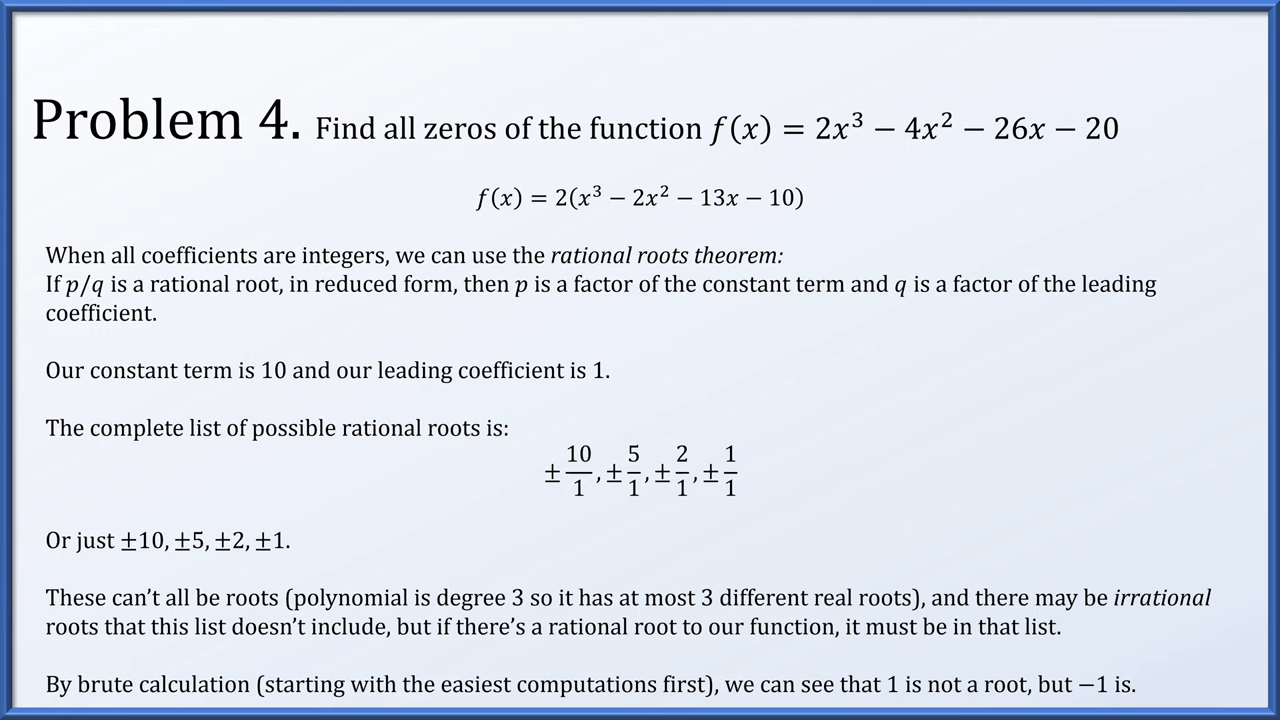 Problem 4. Find all zeros of the function f(x) = 2x³ − 4x² − 26x − 20
f(x) = 2(x³ − 2x² − 13x − 10)
When all coefficients are integers, we can use the rational roots theorem:
If p/q is a rational root, in reduced form, then p is a factor of the constant term and q is a factor of the leading
coefficient.
Our constant term is 10 and our leading coefficient is 1.
The complete list of possible rational roots is:
±10/1, ±5/1, ±2/1, ±1/1
Or just ±10, ±5, ±2, ±1.
These can’t all be roots (polynomial is degree 3 so it has at most 3 different real roots), and there may be irrational
roots that this list doesn’t include, but if there’s a rational root to our function, it must be in that list.
By brute calculation (starting with the easiest computations first), we can see that 1 is not a root, but −1 is.